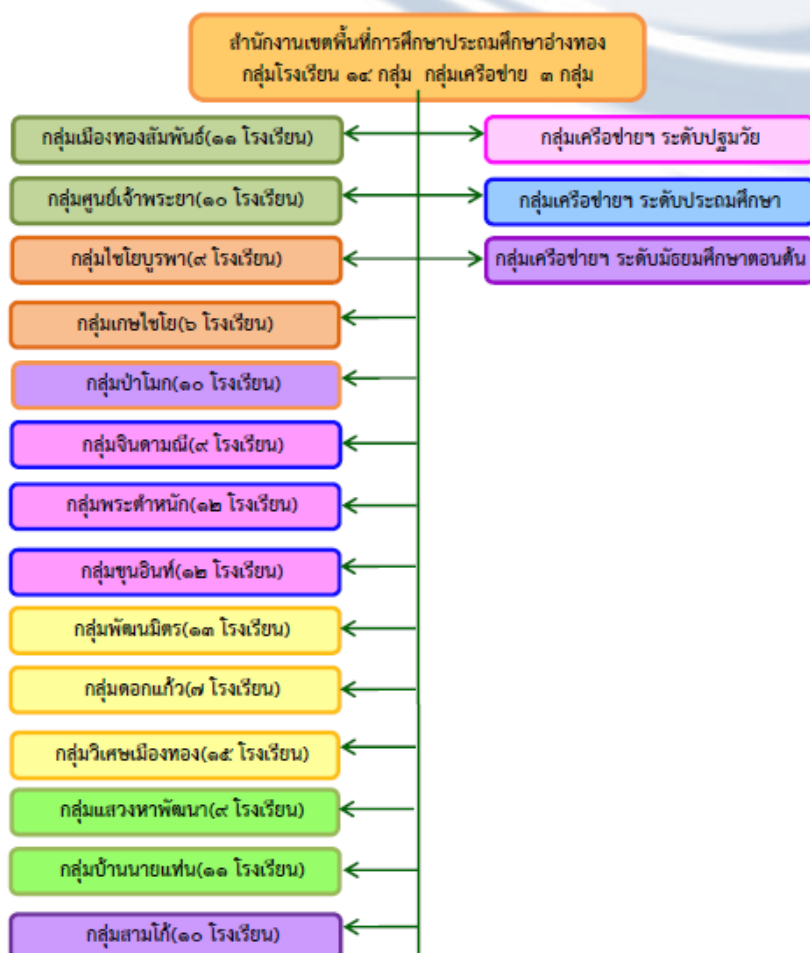 สำนักงานเขตพื้นที่การศึกษาประถมศึกษาอ่างทอง
กลุ่มโรงเรียน ๑๔ กลุ่ม กลุ่มเครือข่าย ๓ กลุ่ม
กลุ่มเมืองทองสัมพันธ์(๑๑ โรงเรียน)
กลุ่มเครือข่ายฯ ระดับปฐมวัย
กลุ่มศูนย์เจ้าพระยา(๑๐ โรงเรียน)
กลุ่มเครือข่ายฯ ระดับประถมศึกษา
กลุ่มไชโยบูรพา(๙ โรงเรียน)
กลุ่มเครือข่ายฯ ระดับมัธยมศึกษาตอนต้น
กลุ่มเกษไชโย(๖ โรงเรียน)
กลุ่มป่าโมก(๑๐ โรงเรียน)
กลุ่มจินดามณี(๙ โรงเรียน)
กลุ่มพระตำหนัก(๑๒ โรงเรียน)
กลุ่มขุนอินท์(๑๒ โรงเรียน)
กลุ่มพัฒนมิตร(๑๓ โรงเรียน)
กลุ่มดอกแก้ว(๗ โรงเรียน)
กลุ่มวิเศษเมืองทอง(๑๕ โรงเรียน)
กลุ่มแสวงหาพัฒนา(๙ โรงเรียน)
กลุ่มบ้านนายแท่น(๑๑ โรงเรียน)
กลุ่มสามโก้(๑๐ โรงเรียน)